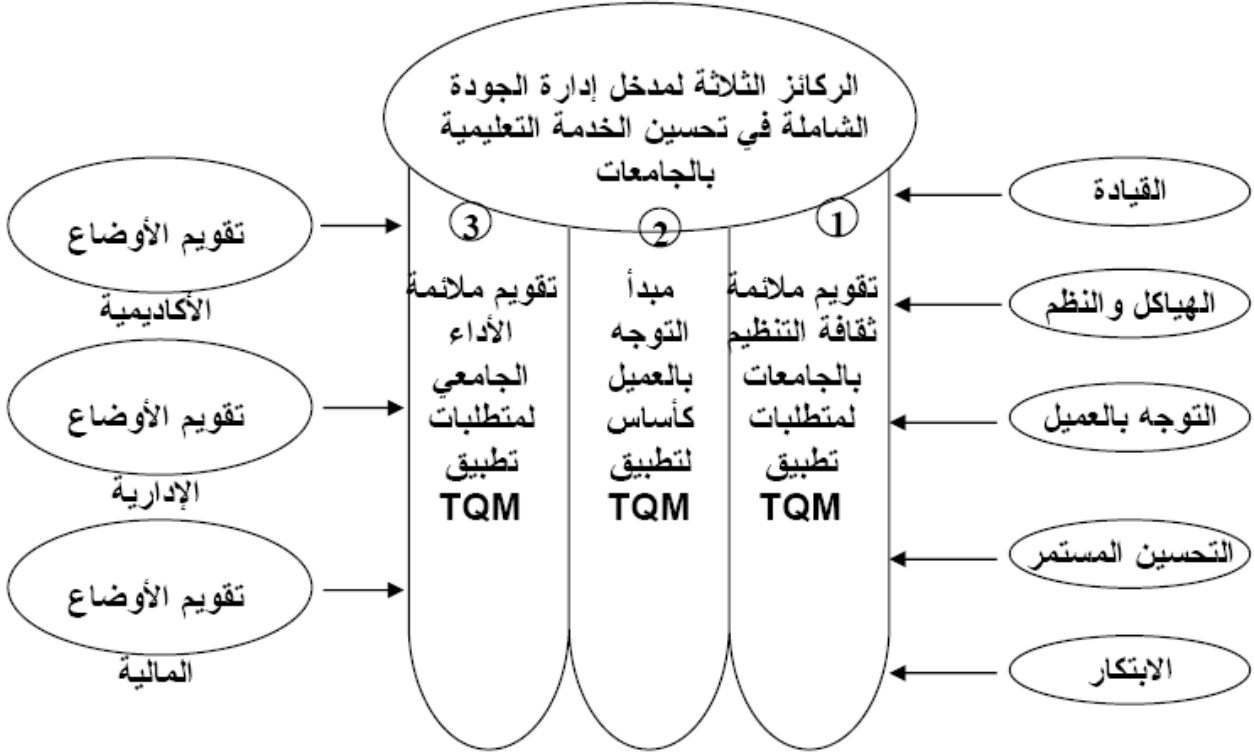 الركائز الثلاثة لمدخل إدارة الجودة
الشاملة في تحسين الخدمة التعليمية
بالجامعات
1
تقويم ملائمة
ثقافة التنظيم
بالجامعات
لمتطلبات
تطبيق
TQM
2
مبدأ
التوجه
بالعميل
كأساس
لتطبيق
TQM
3
تقويم ملائمة
الأداء
الجامعي
لمتطلبات
تطبيق
TQM
القيادة
الهياكل والنظم
التوجه بالعميل
التحسين المستمر
الابتكار
تقويم الأوضاع
الأكاديمية
تقويم الأوضاع
الإدارية
تقويم الأوضاع
المالية